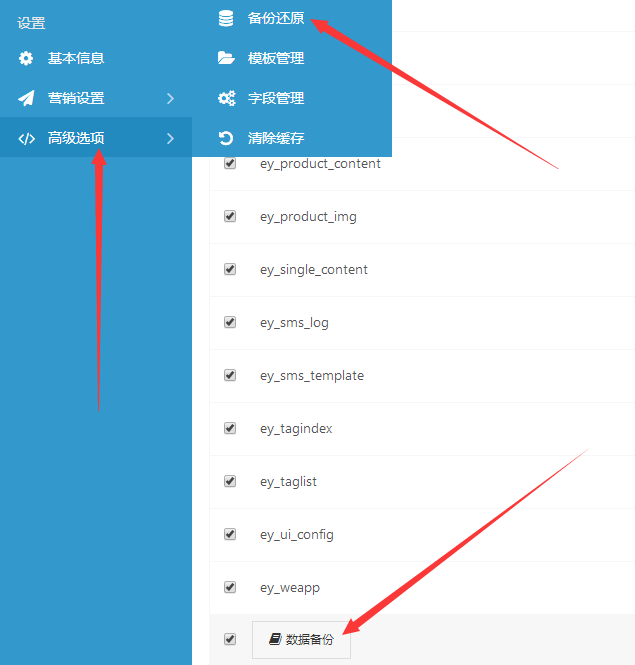 设置
基本信息
营销设置
高级选项
备份还原
模板管理
字段管理
清除缓存
ey_product_content
ey_product_img
ey_single_content
ey_sms_log
ey_sms_template
ey_tagindex
ey_taglist
ey_ui_config
ey_weapp
数据备份